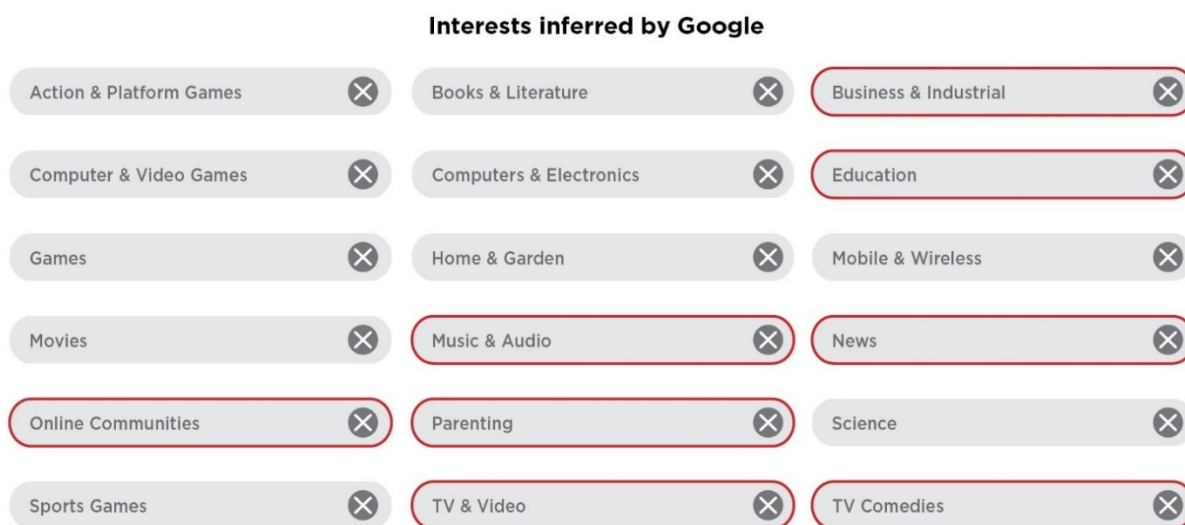 Interests inferred by Google
Action & Platform Games
Books & Literature
Business & Industrial
Computer & Video Games
Computers & Electronics
Education
Games
Home & Garden
Mobile & Wireless
Movies
Music & Audio
News
Online Communities
Parenting
Science
Sports Games
TV & Video
TV Comedies